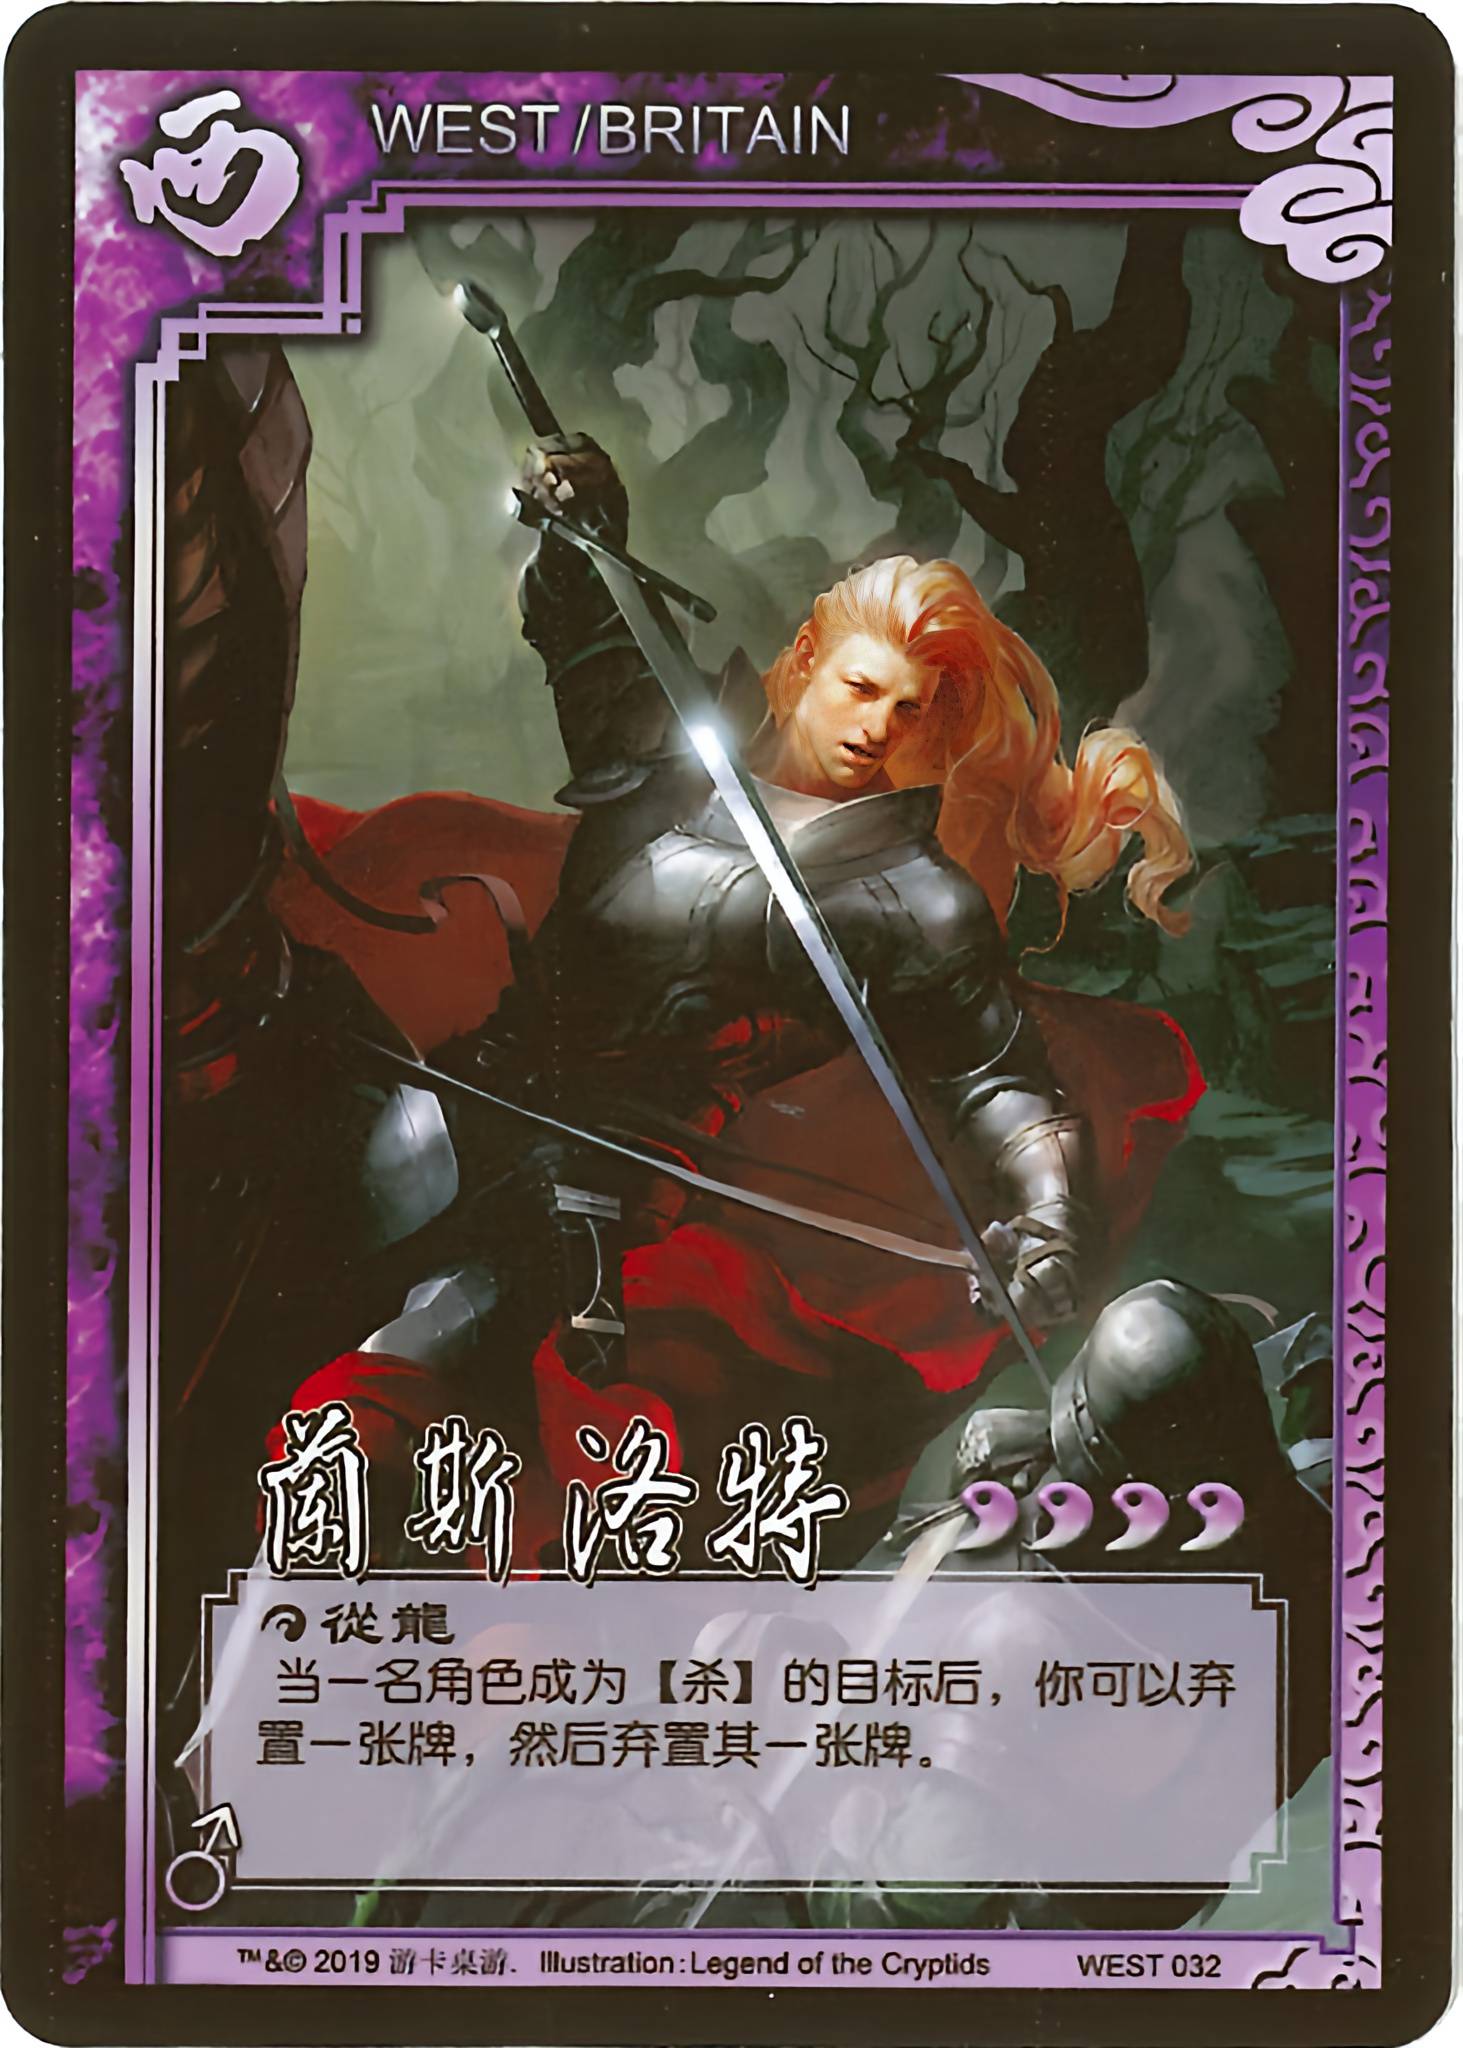 西
WEST/BRITAIN
蘭斯洛特
從龍
当一名角色成为【杀】的目标后，你可以弃
置一张牌，然后弃置其一张牌。
™&© 2019 游卡桌游. Illustration:Legend of the Cryptids
WEST 032